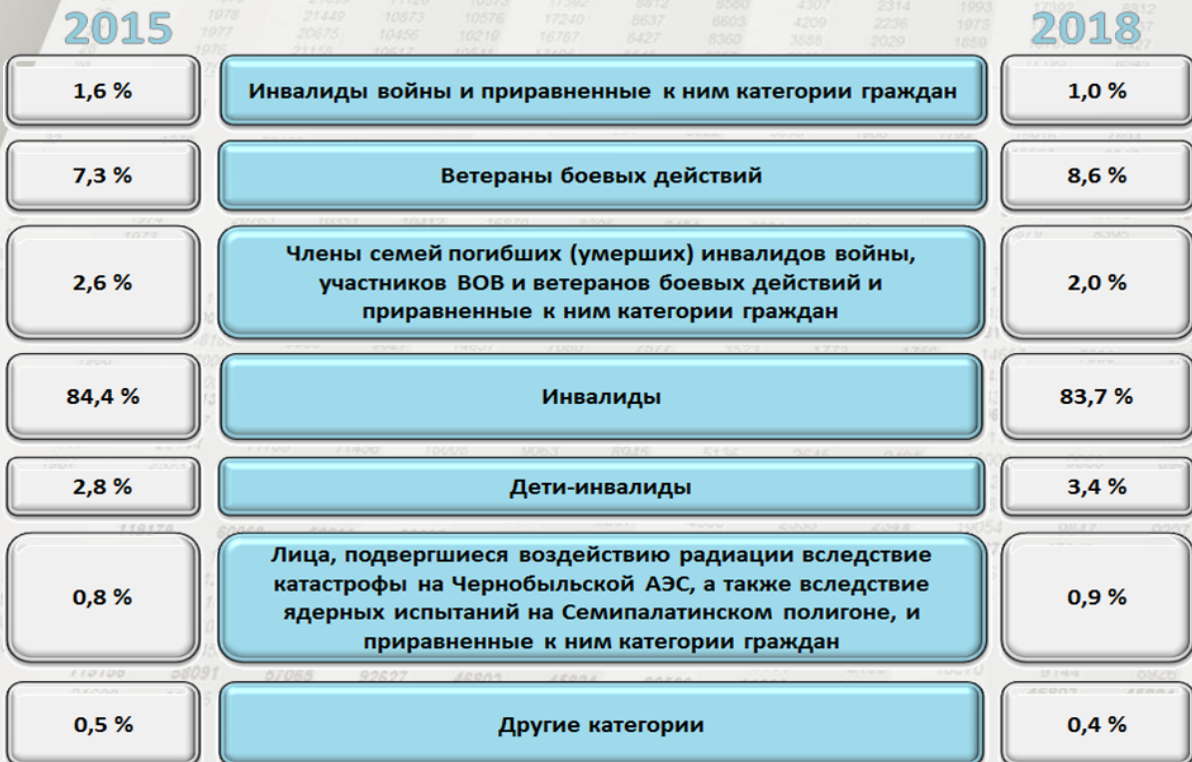 2015 2018
1,6 % Инвалиды войны и приравненные к ним категории граждан 1,0 %
7,3 % Ветераны боевых действий 8,6 %
Члены семей погибших (умерших) инвалидов войны,
2,6 % участников ВОВ и ветеранов боевых действий и 2,0 %
приравненные к ним категории граждан
84,4 % Инвалиды 83,7 %
2,8 % Дети-инвалиды 3,4 %
Лица, подвергшиеся воздействию радиации вследствие
катастрофы на Чернобыльской АЭС, а также вследствие
0,8 % ядерных испытаний на Семипалатинском полигоне, и 0,9 %
приравненные к ним категории граждан
0,5 % Другие категории 0,4 %